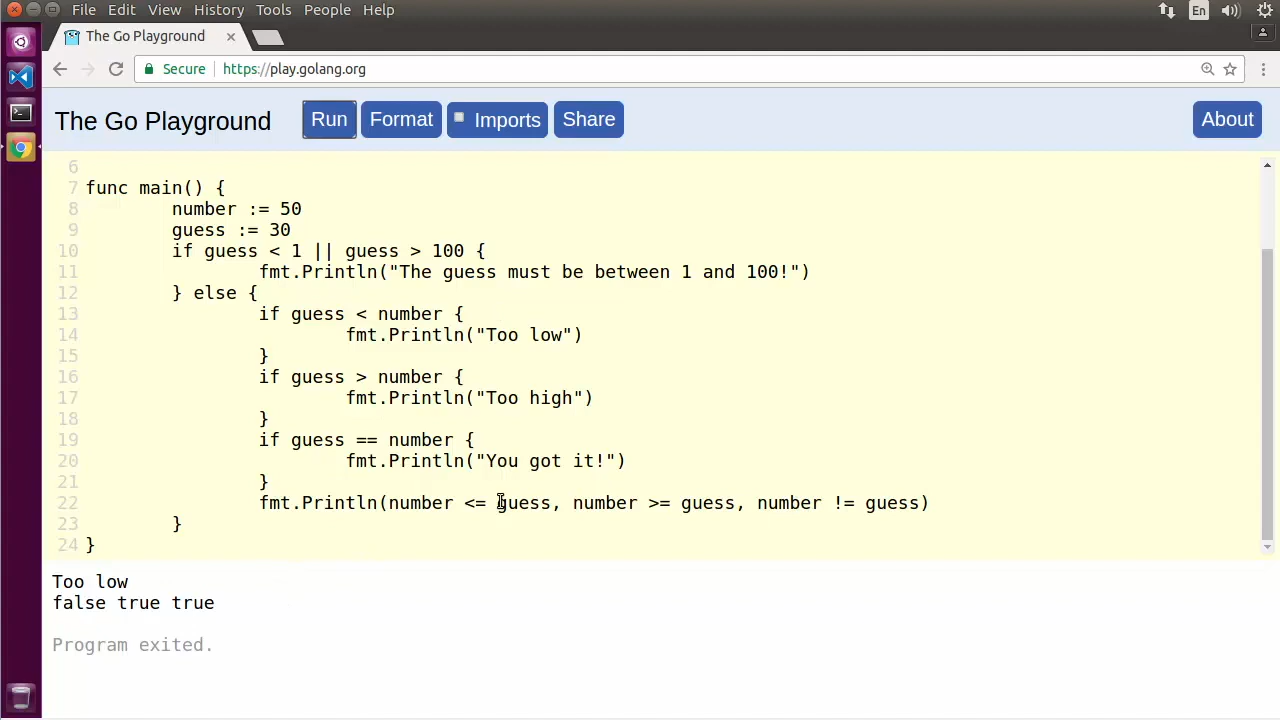 File Edit View History Tools People Help
En
The Go Playground
Secure https://play.golang.org
The Go Playground Run Format Imports Share About
6
7 func main() {
8 number := 50
9 guess := 30
10 if guess < 1 || guess > 100 {
11 fmt.Println("The guess must be between 1 and 100!")
12 } else {
13 if guess < number {
14 fmt.Println("Too low")
15 }
16 if guess > number {
17 fmt.Println("Too high")
18 }
19 if guess == number {
20 fmt.Println("You got it!")
21 }
22 fmt.Println(number <= guess, number >= guess, number != guess)
23 }
24 }
Too low
false true true
Program exited.